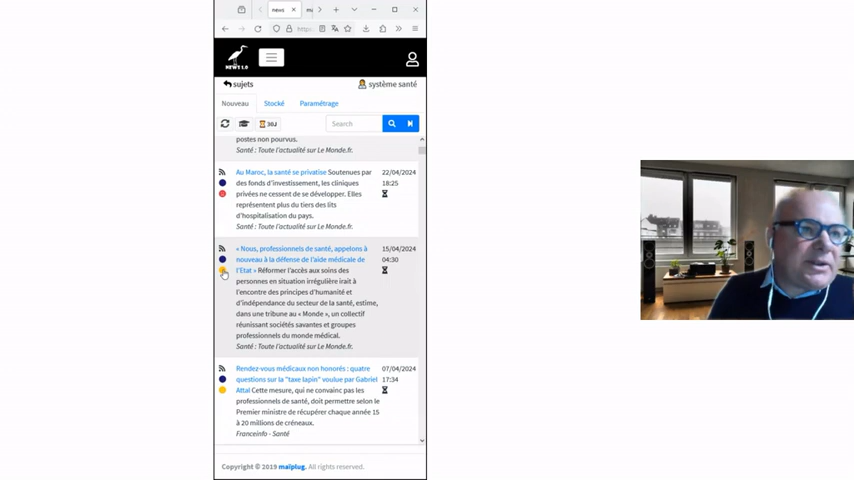 news
https:
NEWS 1.0
sujets
système santé
Nouveau
Stocké
Paramétrage
30J
Search
postes non pourvus.
Santé : Toute l'actualité sur Le Monde.fr.
Au Maroc, la santé se privatise Soutenues par
22/04/2024
des fonds d'investissement, les cliniques
18:25
privées ne cessent de se développer. Elles
représentent plus du tiers des lits
d'hospitalisation du pays.
Santé : Toute l'actualité sur Le Monde.fr.
« Nous, professionnels de santé, appelons à
15/04/2024
nouveau à la défense de l'aide médicale de
04:30
l'Etat » Réformer l'accès aux soins des
personnes en situation irrégulière irait à
l'encontre des principes d'humanité et
d'indépendance du secteur de la santé, estime,
dans une tribune au « Monde », un collectif
réunissant sociétés savantes et groupes
professionnels du monde médical.
Santé : Toute l'actualité sur Le Monde.fr.
Rendez-vous médicaux non honorés : quatre
07/04/2024
questions sur la "taxe lapin" voulue par Gabriel
17:34
Attal Cette mesure, qui ne convainc pas les
professionnels de santé, doit permettre selon le
Premier ministre de récupérer chaque année 15
à 20 millions de créneaux.
Franceinfo - Santé
Copyright © 2019 maïplug. All rights reserved.